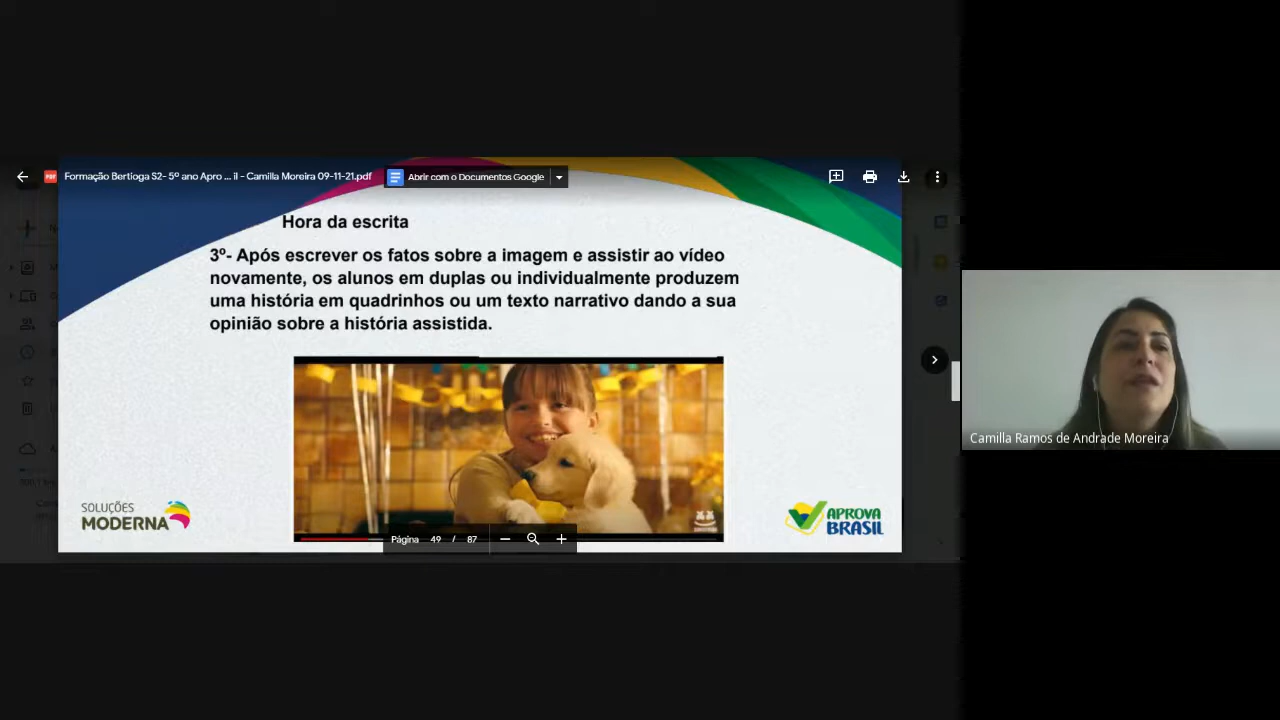 Formação Bertioga S2- 5º ano Apro ... il - Camilla Moreira 09-11-21.pdf
Abrir com o Documentos Google
Hora da escrita
3º- Após escrever os fatos sobre a imagem e assistir ao vídeo
novamente, os alunos em duplas ou individualmente produzem
uma história em quadrinhos ou um texto narrativo dando a sua
opinião sobre a história assistida.
Camilla Ramos de Andrade Moreira
SOLUÇÕES
MODERNA
APROVA
BRASIL
Página 49 / 87